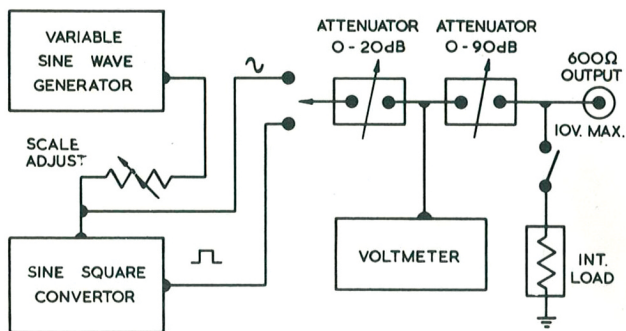 VARIABLE
SINE WAVE
GENERATOR
ATTENUATOR
0-20dB
ATTENUATOR
0-90dB
600Ω
OUTPUT
10V. MAX.
SCALE
ADJUST
SINE SQUARE
CONVERTOR
VOLTMETER
INT.
LOAD